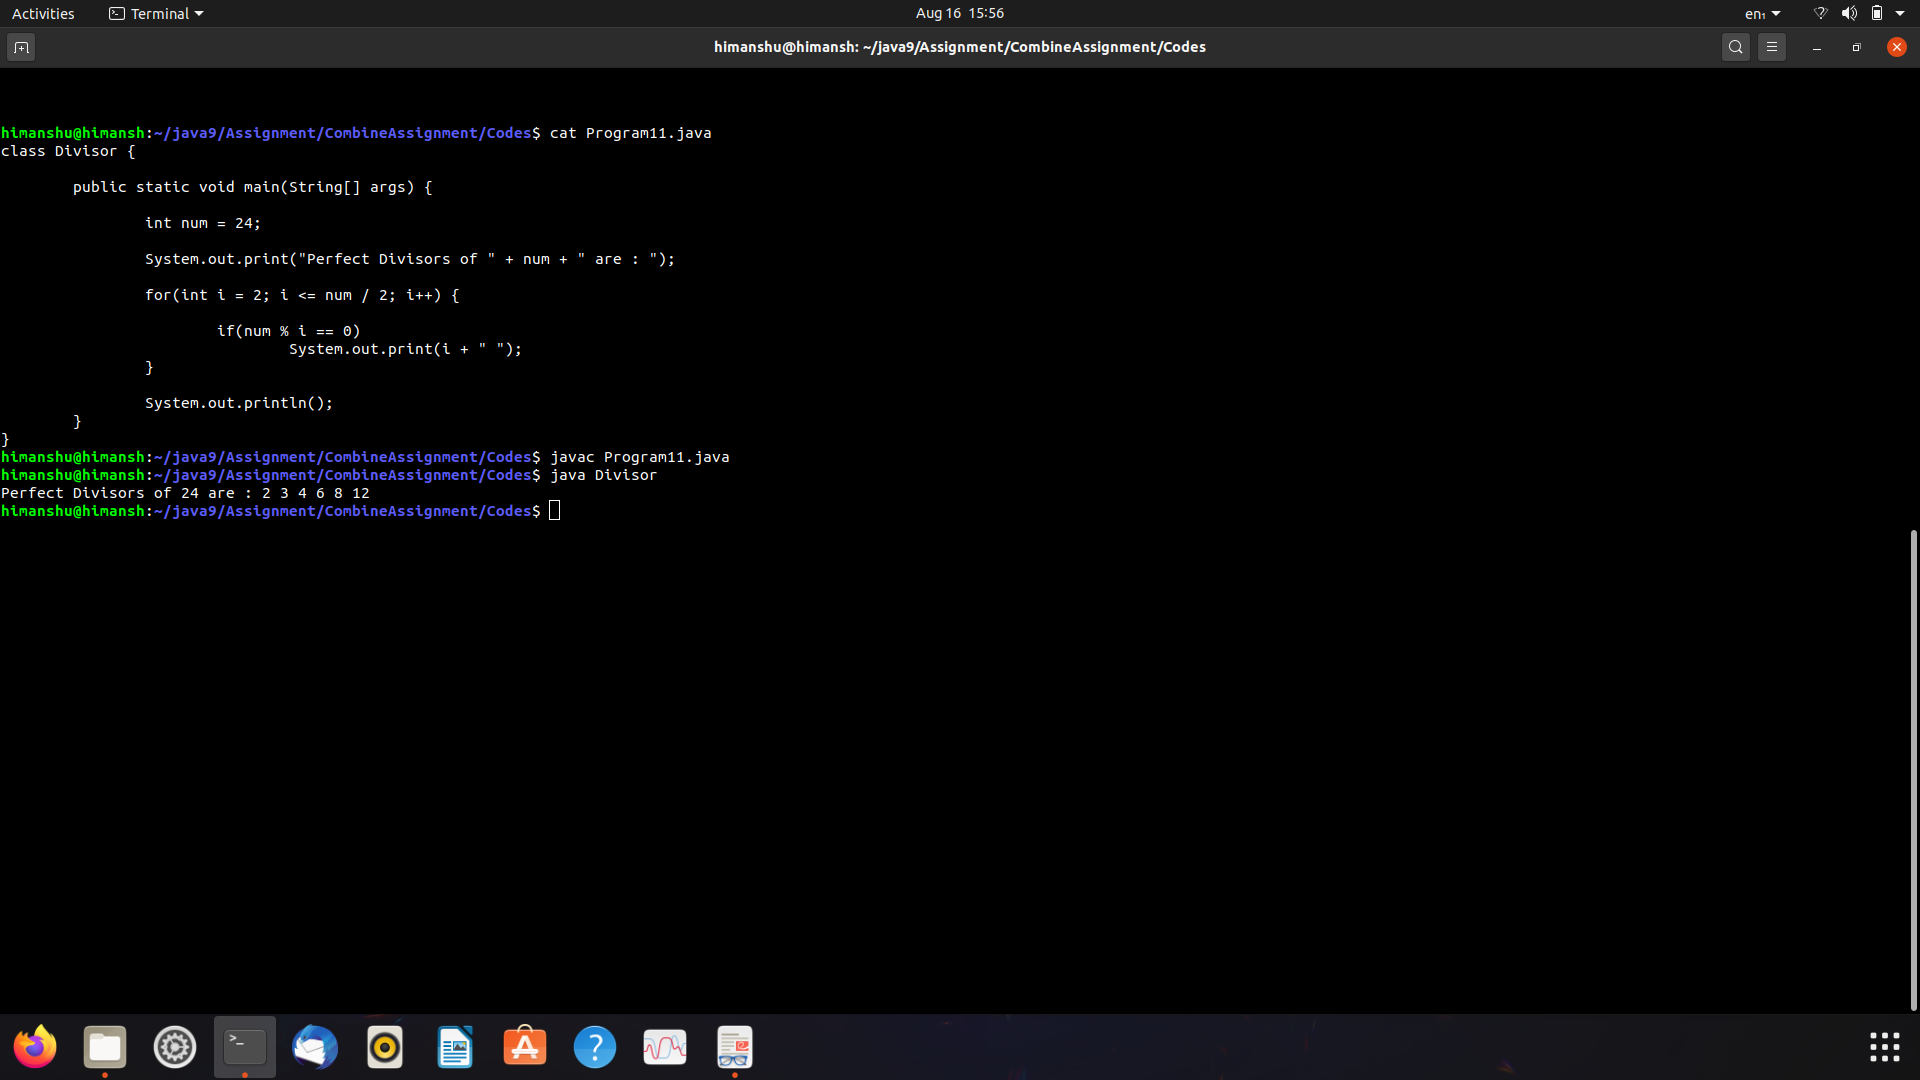 Activities Terminal Aug 16 15:56 en₁
himanshu@himansh: ~/java9/Assignment/CombineAssignment/Codes
himanshu@himansh:~/java9/Assignment/CombineAssignment/Codes$ cat Program11.java
class Divisor {
        public static void main(String[] args) {
                int num = 24;
                System.out.print("Perfect Divisors of " + num + " are : ");
                for(int i = 2; i <= num / 2; i++) {
                        if(num % i == 0)
                                System.out.print(i + " ");
                }
                System.out.println();
        }
}
himanshu@himansh:~/java9/Assignment/CombineAssignment/Codes$ javac Program11.java
himanshu@himansh:~/java9/Assignment/CombineAssignment/Codes$ java Divisor
Perfect Divisors of 24 are : 2 3 4 6 8 12
himanshu@himansh:~/java9/Assignment/CombineAssignment/Codes$